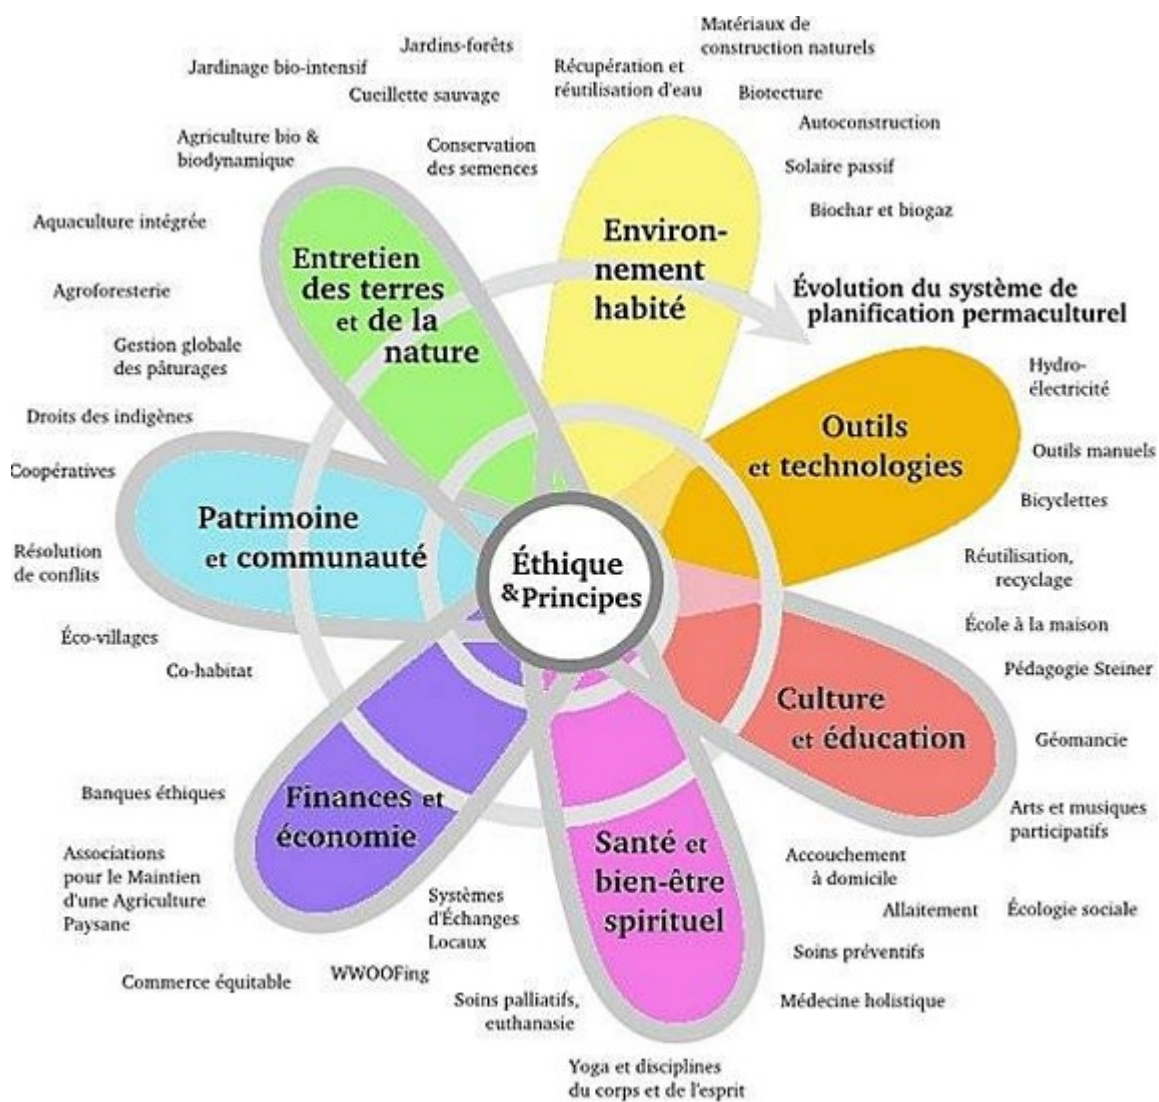 Matériaux de
construction naturels
Jardins-forêts
Jardinage bio-intensif
Récupération et
réutilisation d'eau
Cueillette sauvage
Biotecture
Autoconstruction
Agriculture bio &
biodynamique
Conservation
des semences
Solaire passif
Biochar et biogaz
Aquaculture intégrée
Agroforesterie
Gestion globale
des pâturages
Entretien
des terres
et de la
nature
Environ-
nement
habité
Évolution du système de
planification permaculturel
Hydro-
électricité
Outils manuels
Bicyclettes
Réutilisation,
recyclage
Outils
et technologies
Droits des indigènes
Coopératives
Résolution
de conflits
Éco-villages
Co-habitat
Patrimoine
et communauté
Éthique
&Principes
École à la maison
Pédagogie Steiner
Géomancie
Arts et musiques
participatifs
Écologie sociale
Culture
et éducation
Banques éthiques
Associations
pour le Maintien
d'une Agriculture
Paysane
Commerce équitable
WWOOFing
Systèmes
d'Échanges
Locaux
Finances et
économie
Santé et
bien-être
spirituel
Accouchement
à domicile
Allaitement
Soins préventifs
Médecine holistique
Soins palliatifs,
euthanasie
Yoga et disciplines
du corps et de l'esprit